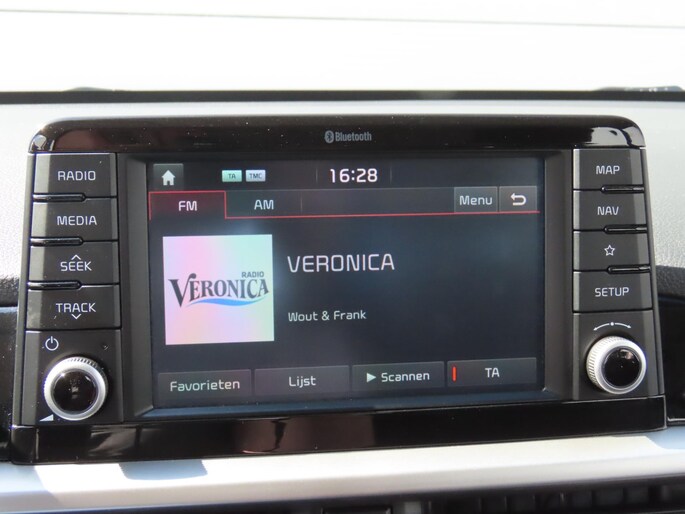 Bluetooth
RADIO
MEDIA
SEEK
TRACK
TA TMC
16:28
FM
AM
Menu
RADIO
VERONICA
VERONICA
Wout & Frank
Favorieten
Lijst
Scannen
TA
MAP
NAV
SETUP